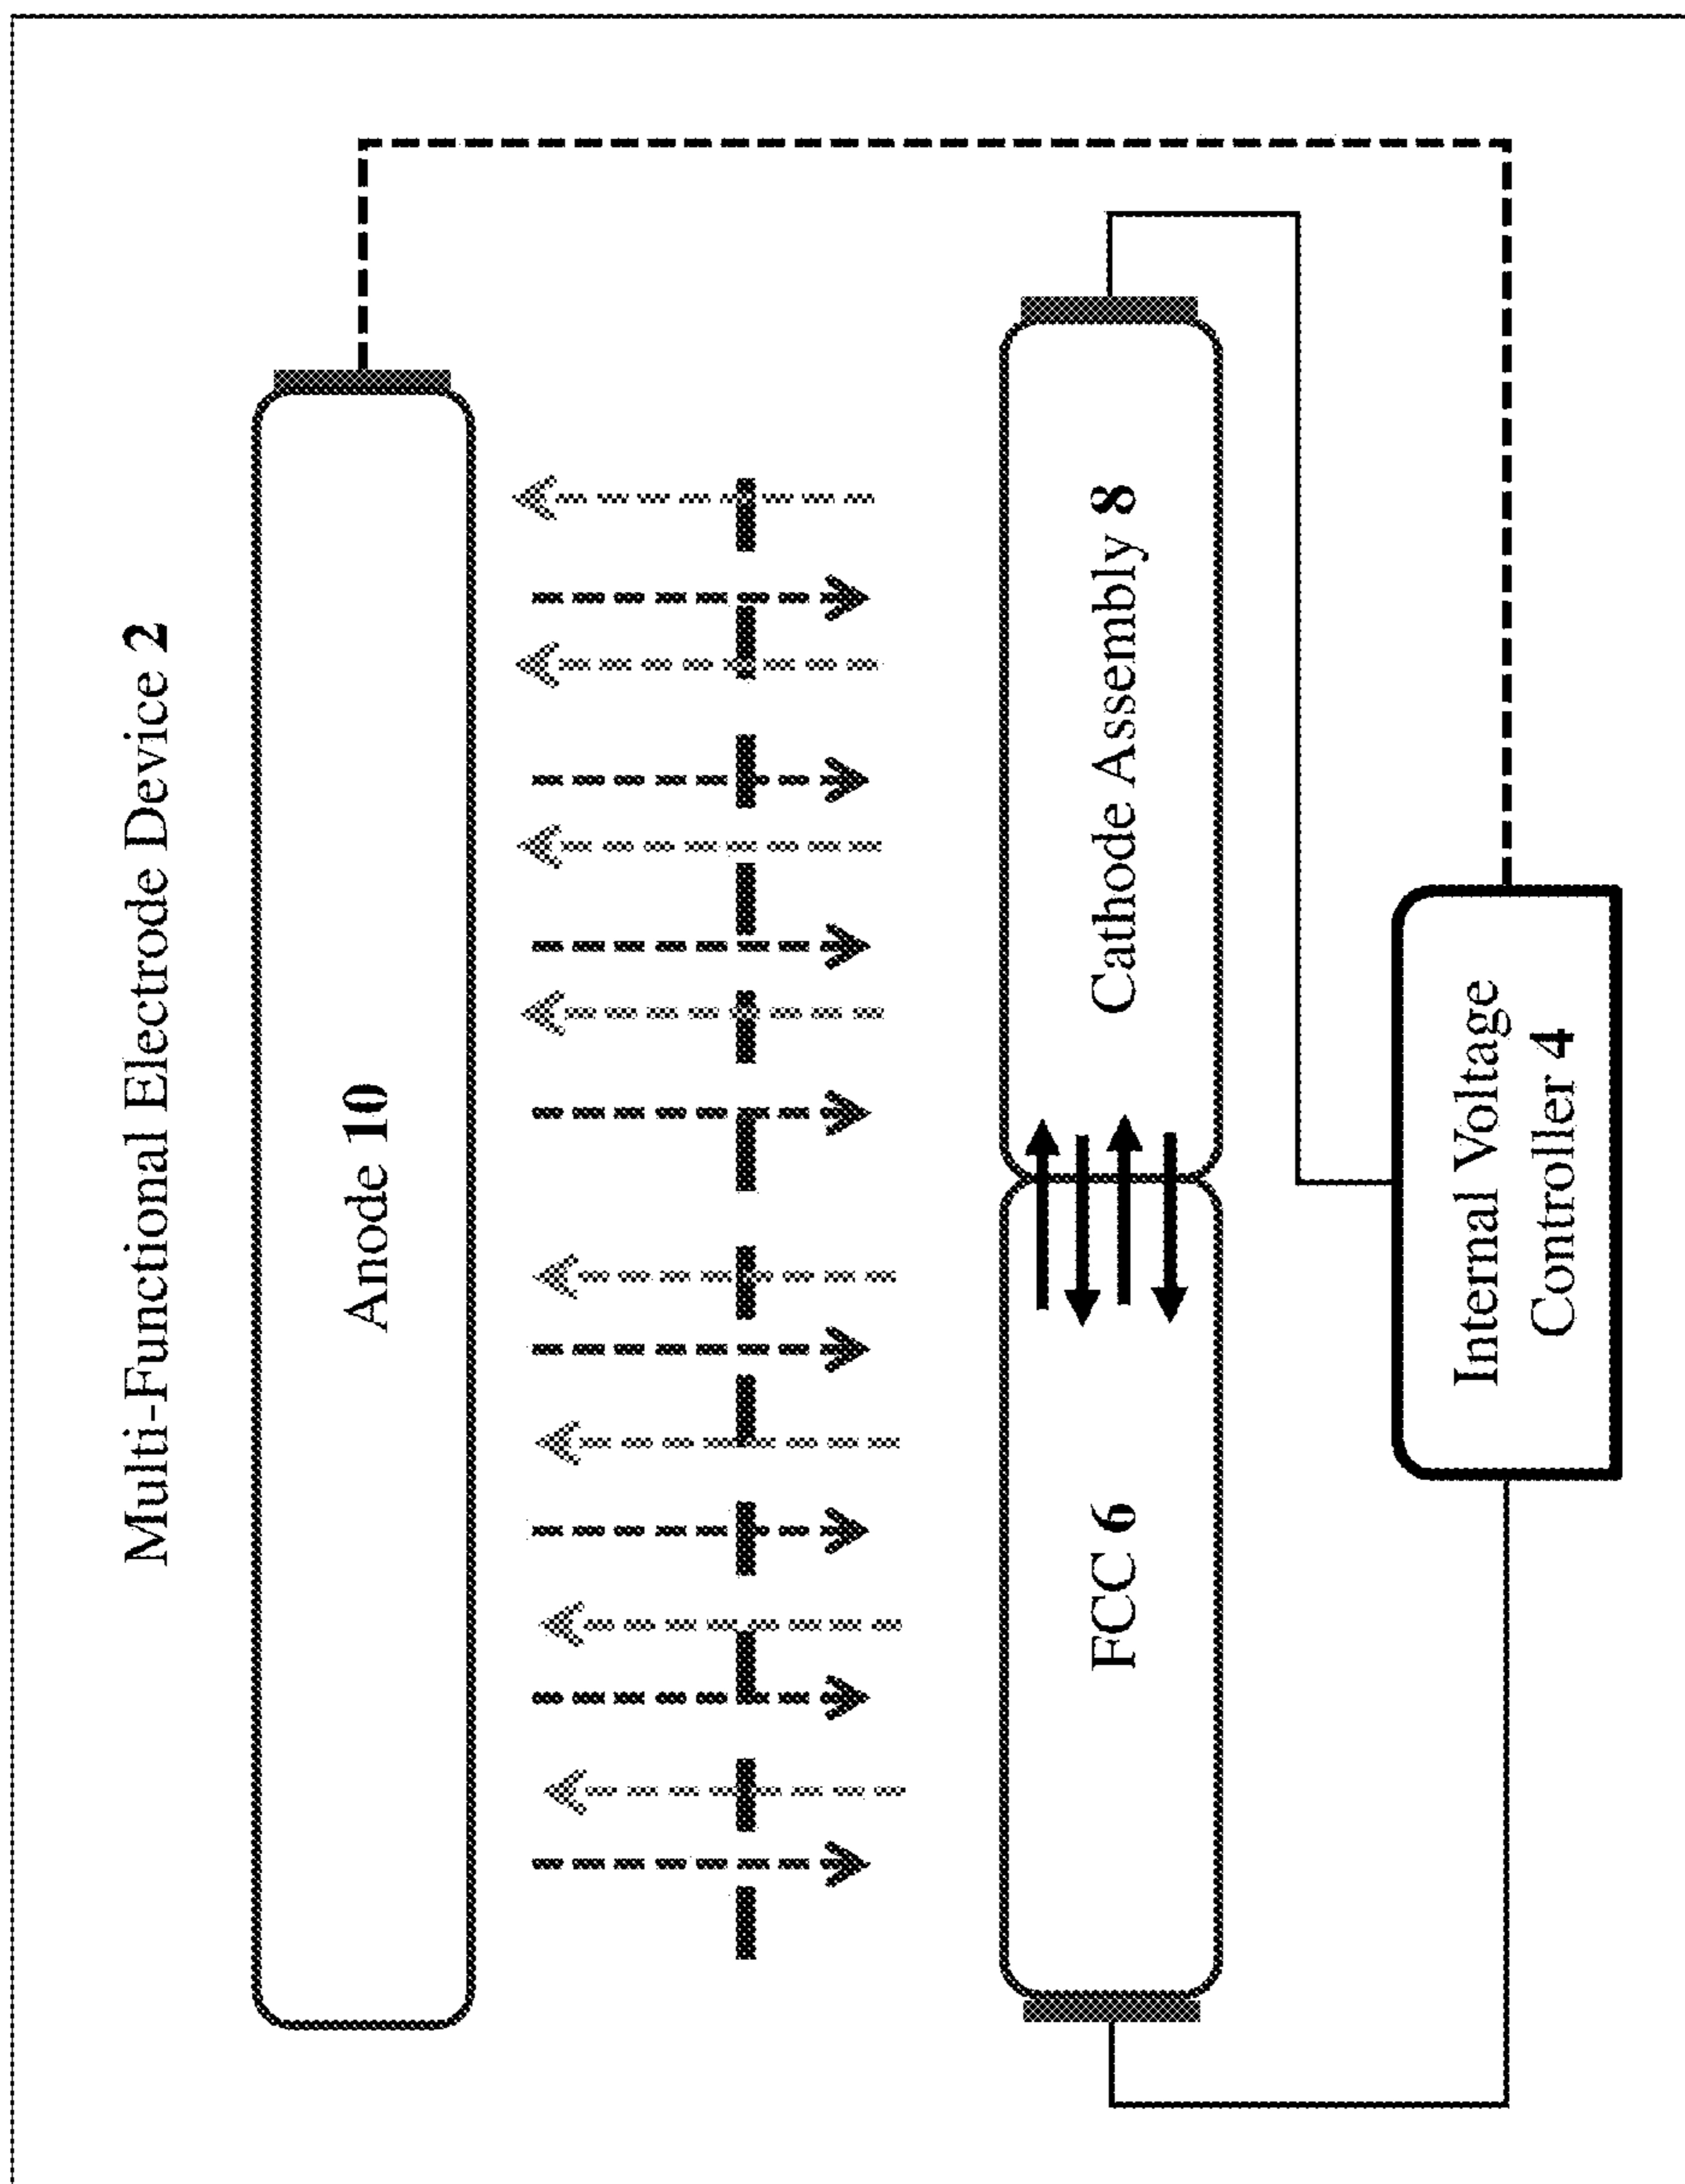 Multi-Functional Electrode Device 2
Anode 10
FCC 6
Cathode Assembly 8
Internal Voltage
Controller 4